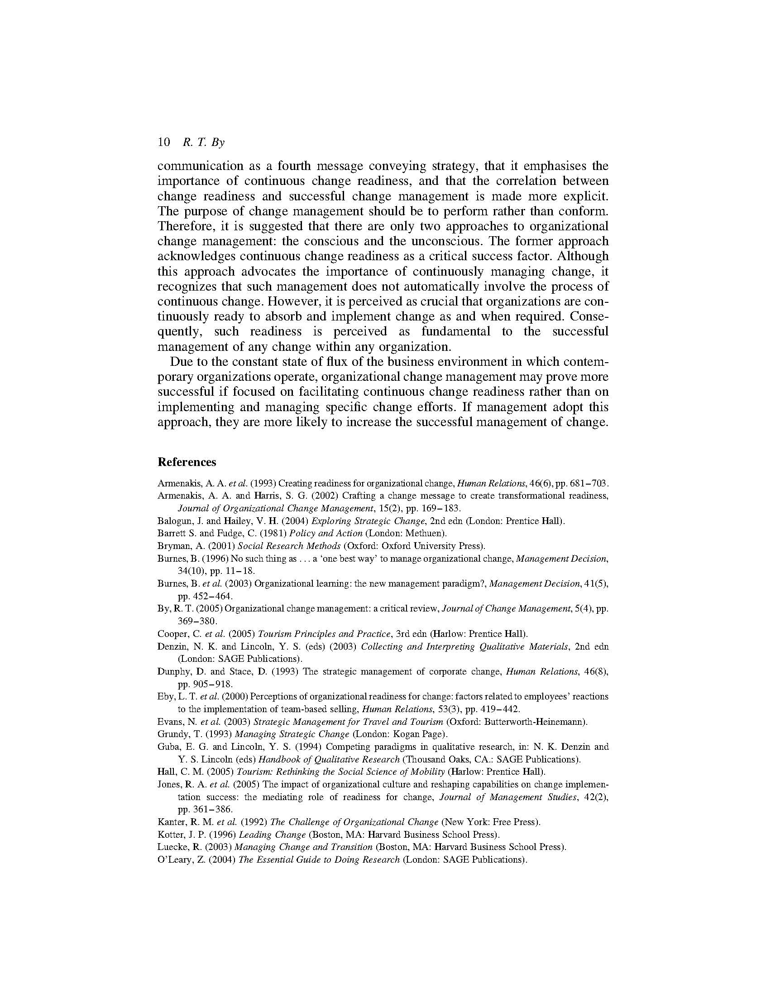 10 R. T. By
communication as a fourth message conveying strategy, that it emphasises the
importance of continuous change readiness, and that the correlation between
change readiness and successful change management is made more explicit.
The purpose of change management should be to perform rather than conform.
Therefore, it is suggested that there are only two approaches to organizational
change management: the conscious and the unconscious. The former approach
acknowledges continuous change readiness as a critical success factor. Although
this approach advocates the importance of continuously managing change, it
recognizes that such management does not automatically involve the process of
continuous change. However, it is perceived as crucial that organizations are con-
tinuously ready to absorb and implement change as and when required. Conse-
quently, such readiness is perceived as fundamental to the successful
management of any change within any organization.
Due to the constant state of flux of the business environment in which contem-
porary organizations operate, organizational change management may prove more
successful if focused on facilitating continuous change readiness rather than on
implementing and managing specific change efforts. If management adopt this
approach, they are more likely to increase the successful management of change.
References
Armenakis, A. A. et al. (1993) Creating readiness for organizational change, Human Relations, 46(6), pp. 681–703.
Armenakis, A. A. and Harris, S. G. (2002) Crafting a change message to create transformational readiness,
Journal of Organizational Change Management, 15(2), pp. 169–183.
Balogun, J. and Hailey, V. H. (2004) Exploring Strategic Change, 2nd edn (London: Prentice Hall).
Barrett S. and Fudge, C. (1981) Policy and Action (London: Methuen).
Bryman, A. (2001) Social Research Methods (Oxford: Oxford University Press).
Burnes, B. (1996) No such thing as . . . a ‘one best way’ to manage organizational change, Management Decision,
34(10), pp. 11–18.
Burnes, B. et al. (2003) Organizational learning: the new management paradigm?, Management Decision, 41(5),
pp. 452–464.
By, R. T. (2005) Organizational change management: a critical review, Journal of Change Management, 5(4), pp.
369–380.
Cooper, C. et al. (2005) Tourism Principles and Practice, 3rd edn (Harlow: Prentice Hall).
Denzin, N. K. and Lincoln, Y. S. (eds) (2003) Collecting and Interpreting Qualitative Materials, 2nd edn
(London: SAGE Publications).
Dunphy, D. and Stace, D. (1993) The strategic management of corporate change, Human Relations, 46(8),
pp. 905–918.
Eby, L. T. et al. (2000) Perceptions of organizational readiness for change: factors related to employees’ reactions
to the implementation of team-based selling, Human Relations, 53(3), pp. 419–442.
Evans, N. et al. (2003) Strategic Management for Travel and Tourism (Oxford: Butterworth-Heinemann).
Grundy, T. (1993) Managing Strategic Change (London: Kogan Page).
Guba, E. G. and Lincoln, Y. S. (1994) Competing paradigms in qualitative research, in: N. K. Denzin and
Y. S. Lincoln (eds) Handbook of Qualitative Research (Thousand Oaks, CA.: SAGE Publications).
Hall, C. M. (2005) Tourism: Rethinking the Social Science of Mobility (Harlow: Prentice Hall).
Jones, R. A. et al. (2005) The impact of organizational culture and reshaping capabilities on change implemen-
tation success: the mediating role of readiness for change, Journal of Management Studies, 42(2),
pp. 361–386.
Kanter, R. M. et al. (1992) The Challenge of Organizational Change (New York: Free Press).
Kotter, J. P. (1996) Leading Change (Boston, MA: Harvard Business School Press).
Luecke, R. (2003) Managing Change and Transition (Boston, MA: Harvard Business School Press).
O’Leary, Z. (2004) The Essential Guide to Doing Research (London: SAGE Publications).